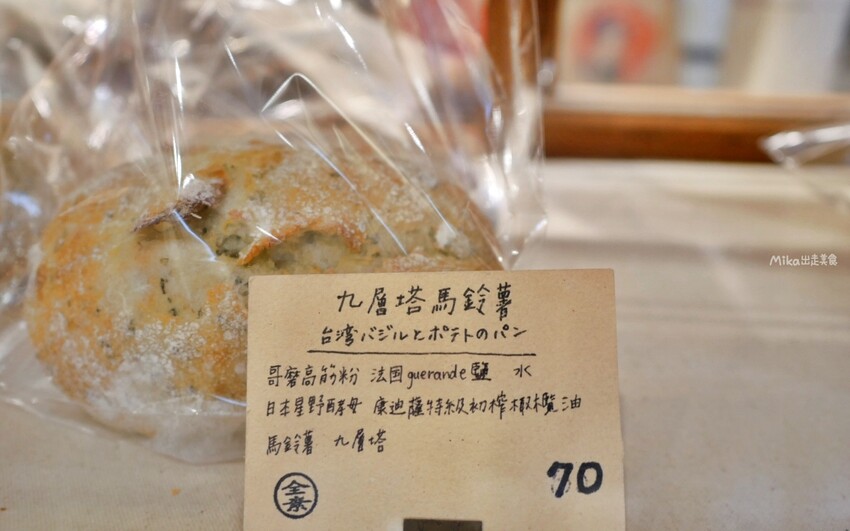 九層塔馬鈴薯
台湾バジルとポテトのパン
哥磨高筋粉 法国guerande鹽 水
日本星野酵母 康迪薩特級初榨橄欖油
馬鈴薯 九層塔
全素
70
Mika出走美食